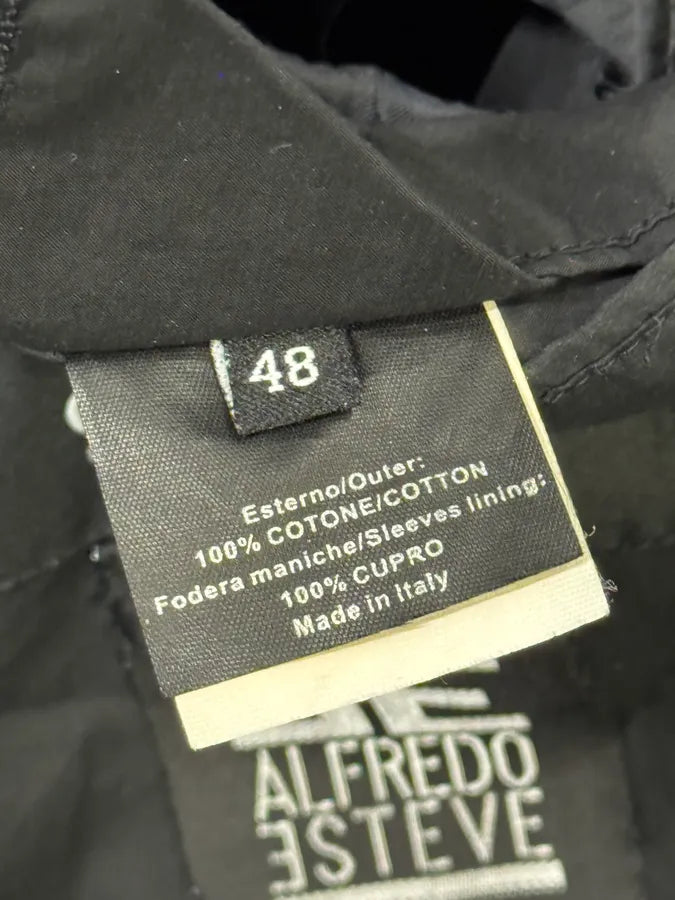 48
Esterno/Outer:
100% COTONE/COTTON
Fodera maniche/Sleeves lining:
100% CUPRO
Made in Italy
ALFREDO
ESTEVE